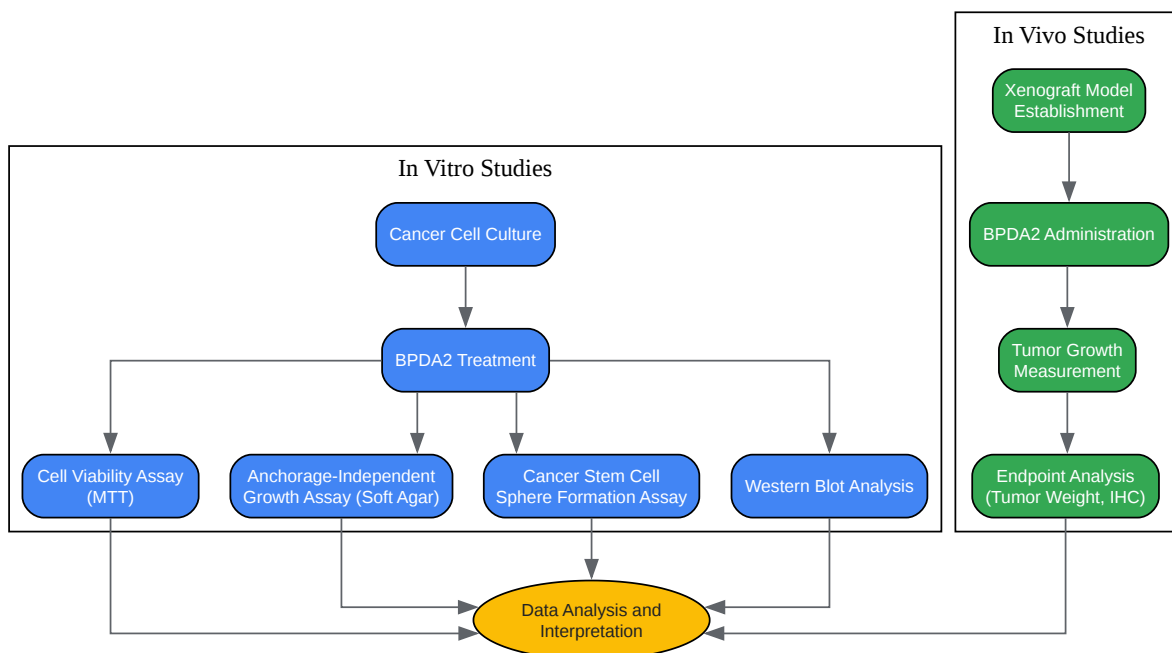 In Vivo Studies
Xenograft Model
Establishment
In Vitro Studies
Cancer Cell Culture
BPDA2 Administration
BPDA2 Treatment
Tumor Growth
Measurement
Cell Viability Assay
(MTT)
Anchorage-Independent
Growth Assay (Soft Agar)
Cancer Stem Cell
Sphere Formation Assay
Western Blot Analysis
Endpoint Analysis
(Tumor Weight, IHC)
Data Analysis and
Interpretation